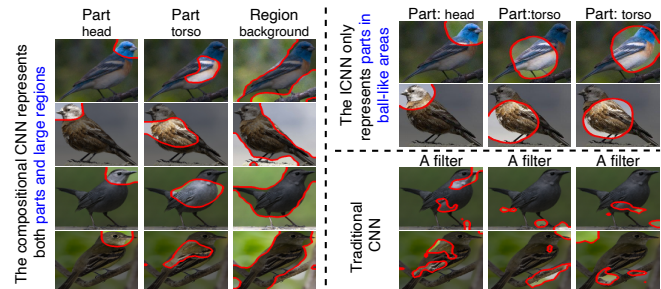 The compositional CNN represents
both parts and large regions
Part
head
Part
torso
Region
background
The ICNN only
represents parts in
ball-like areas
Part: head
Part:torso
Part: torso
Traditional
CNN
A filter
A filter
A filter